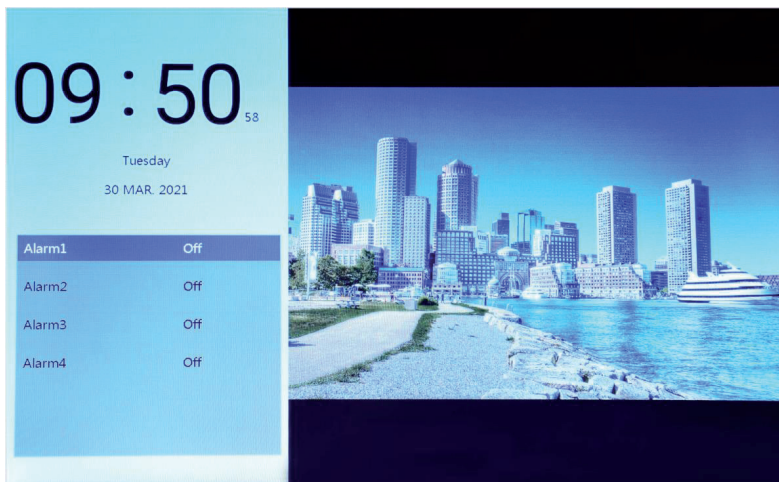 09:50 58
Tuesday
30 MAR. 2021
Alarm1 Off
Alarm2 Off
Alarm3 Off
Alarm4 Off